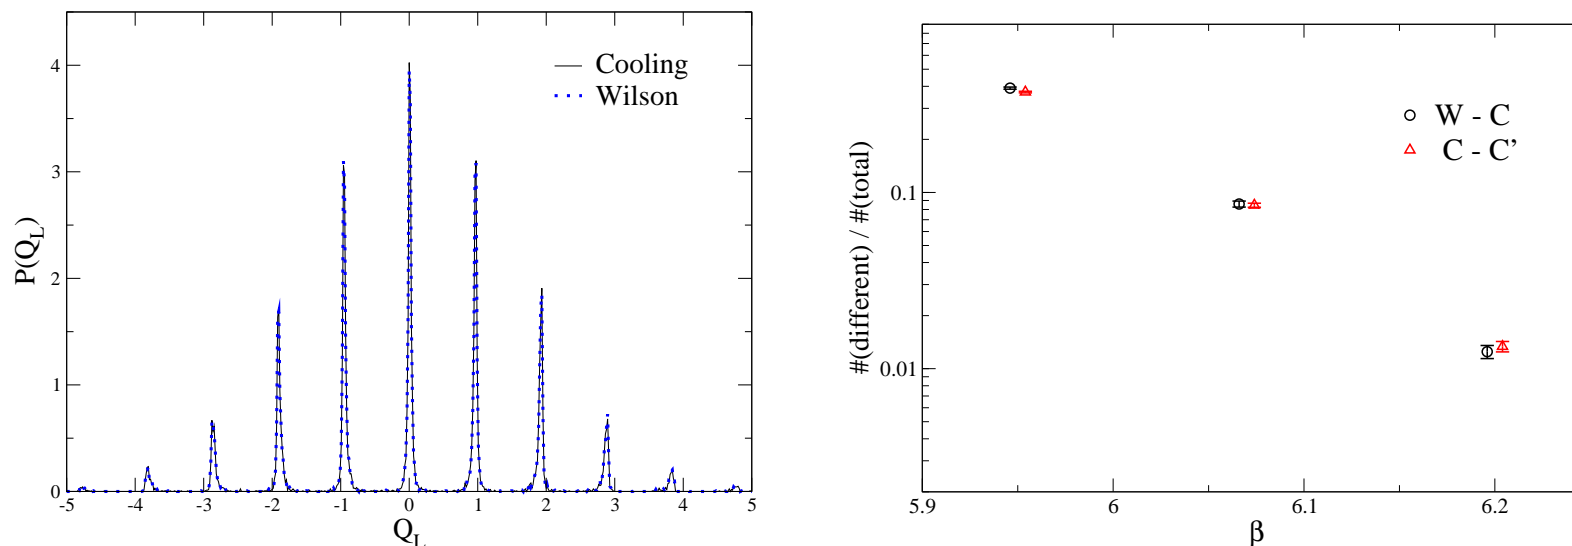 4
3
2
1
0
P(Q_L)
-5 -4 -3 -2 -1 0 1 2 3 4 5
Q_L
Cooling
Wilson
0.1
0.01
#(different) / #(total)
5.9 6 6.1 6.2
β
W - C
C - C’